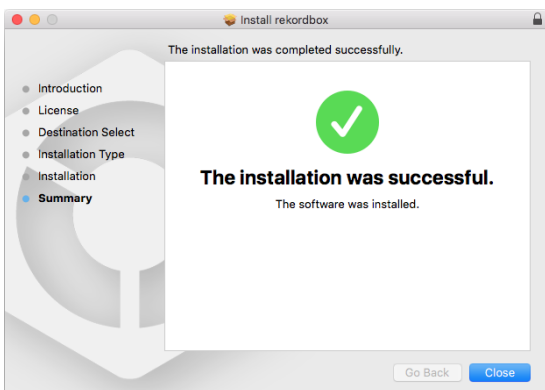 Install rekordbox
The installation was completed successfully.
Introduction
License
Destination Select
Installation Type
Installation
Summary
The installation was successful.
The software was installed.
Go Back
Close